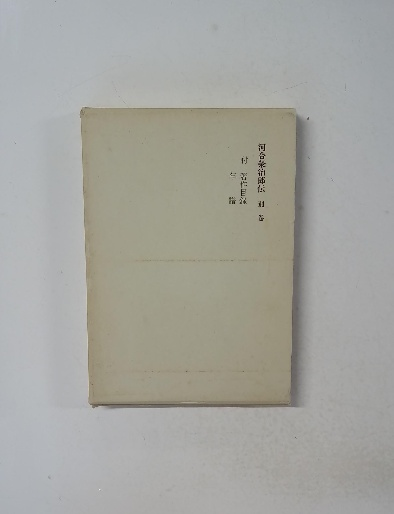 河合栄治郎伝 別巻
付 著作目録
年譜